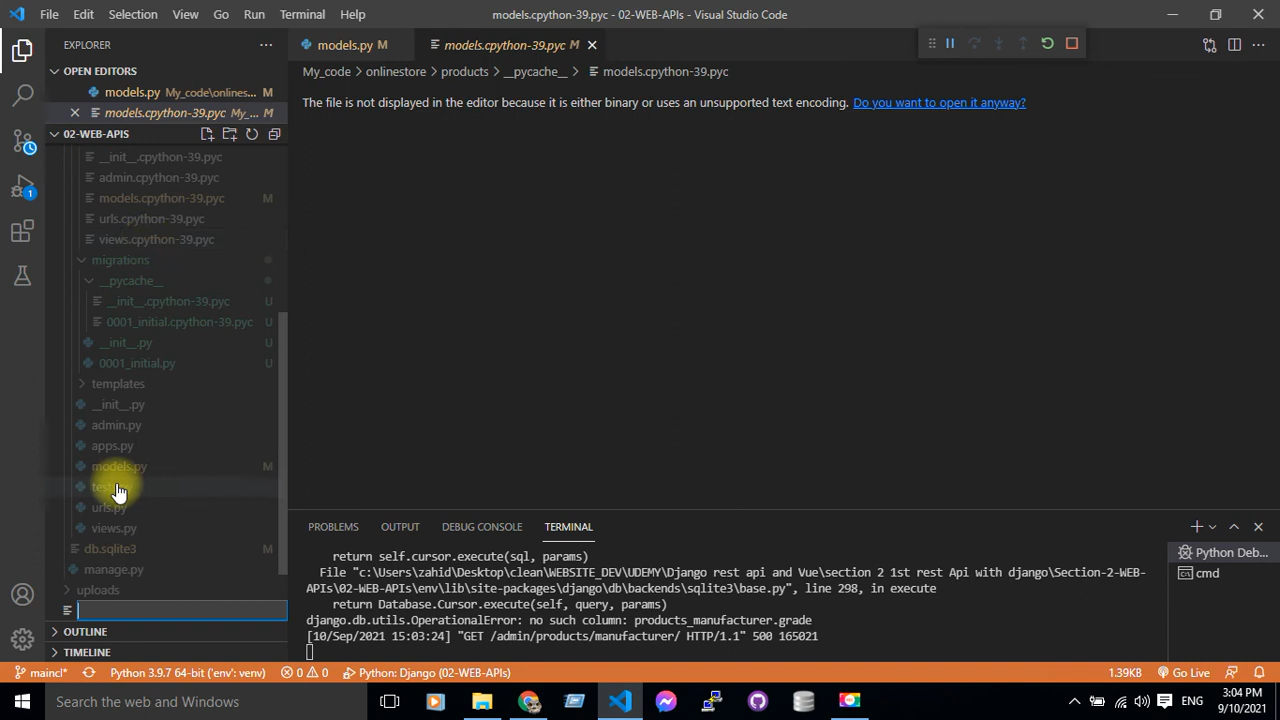 File Edit Selection View Go Run Terminal Help
models.cpython-39.pyc - 02-WEB-APIs - Visual Studio Code
EXPLORER
models.py M
models.cpython-39.pyc M
OPEN EDITORS
My_code > onlinestore > products > __pycache__ > models.cpython-39.pyc
models.py My_code\onlines... M
The file is not displayed in the editor because it is either binary or uses an unsupported text encoding. Do you want to open it anyway?
models.cpython-39.pyc My_... M
02-WEB-APIS
__init__.cpython-39.pyc
admin.cpython-39.pyc
models.cpython-39.pyc M
urls.cpython-39.pyc
views.cpython-39.pyc
migrations
__pycache__
__init__.cpython-39.pyc U
0001_initial.cpython-39.pyc U
__init__.py U
0001_initial.py U
templates
__init__.py
admin.py
apps.py
models.py M
urls.py
views.py
db.sqlite3 M
manage.py
uploads
OUTLINE
TIMELINE
PROBLEMS OUTPUT DEBUG CONSOLE TERMINAL
Python Deb...
cmd
return self.cursor.execute(sql, params)
File "c:\Users\zahid\Desktop\clean\WEBSITE_DEV\UDEMY\Django rest api and Vue\section 2 1st rest Api with django\Section-2-WEB-
APIs\02-WEB-APIs\env\lib\site-packages\django\db\backends\sqlite3\base.py", line 298, in execute
return Database.Cursor.execute(self, query, params)
django.db.utils.OperationalError: no such column: products_manufacturer.grade
[10/Sep/2021 15:03:24] "GET /admin/products/manufacturer/ HTTP/1.1" 500 165021
maincl* Python 3.9.7 64-bit ('env': venv) 0 0 Python: Django (02-WEB-APIs) 1.39KB Go Live
Search the web and Windows
ENG
3:04 PM
9/10/2021
1